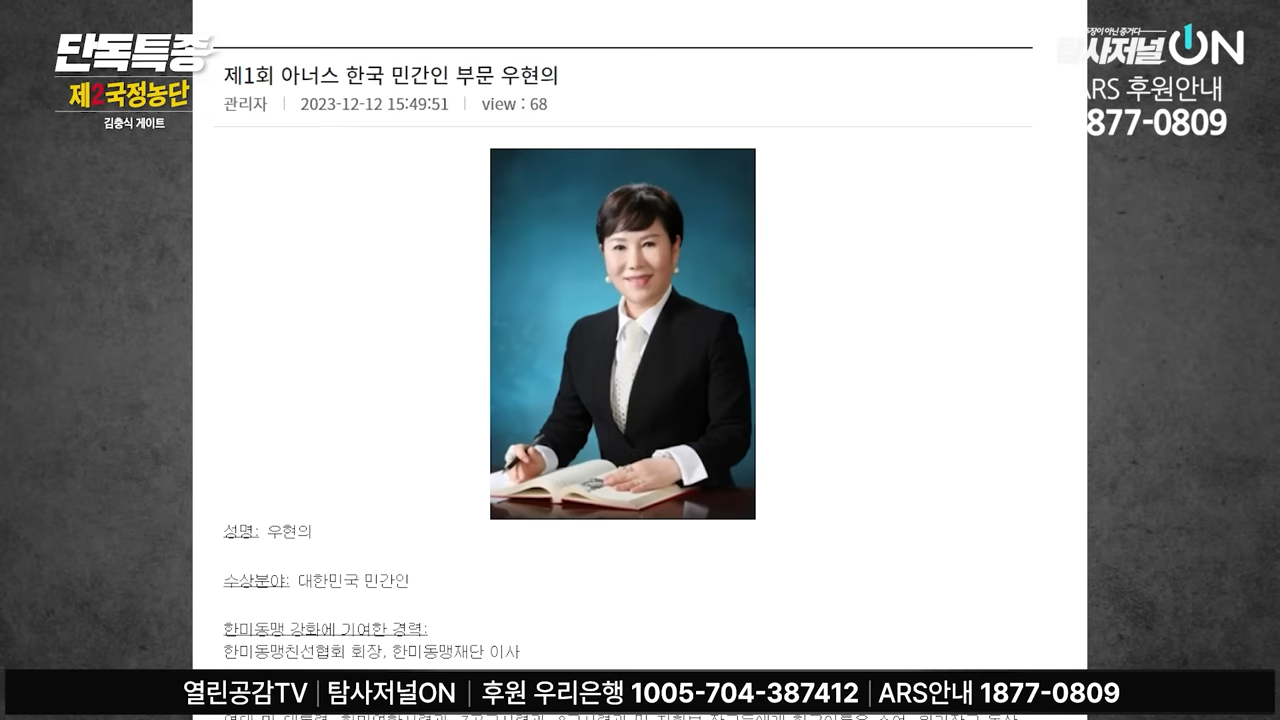 단독특종
제2국정농단
김충식 게이트
탐사저널ON
ARS 후원안내
1877-0809
제1회 아너스 한국 민간인 부문 우현의
관리자 | 2023-12-12 15:49:51 | view : 68
성명: 우현의
수상분야: 대한민국 민간인
한미동맹 강화에 기여한 경력:
한미동맹친선협회 회장, 한미동맹재단 이사
열린공감TV | 탐사저널ON | 후원 우리은행 1005-704-387412 | ARS안내 1877-0809